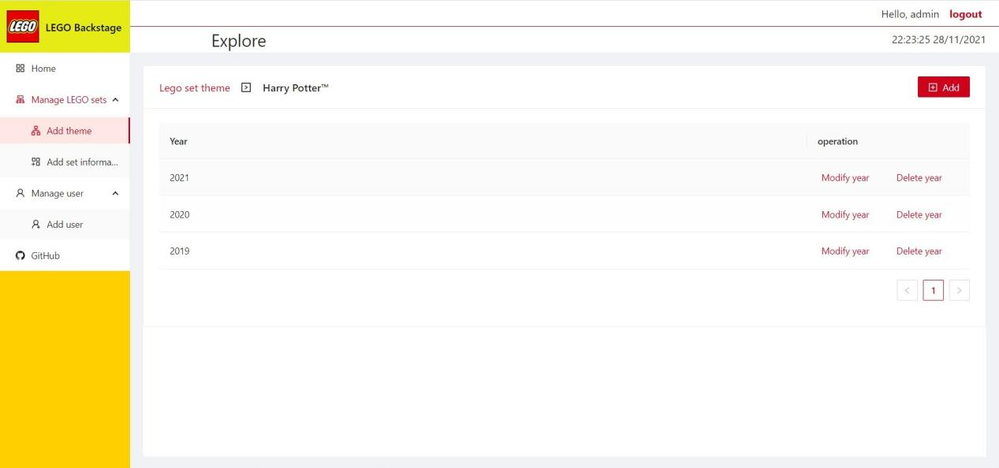 LEGO LEGO Backstage
Hello, admin logout
Explore 22:23:25 28/11/2021
Home
Manage LEGO sets
Add theme
Add set informa...
Manage user
Add user
GitHub
Lego set theme Harry Potter™ Add
Year operation
2021 Modify year Delete year
2020 Modify year Delete year
2019 Modify year Delete year
< 1 >